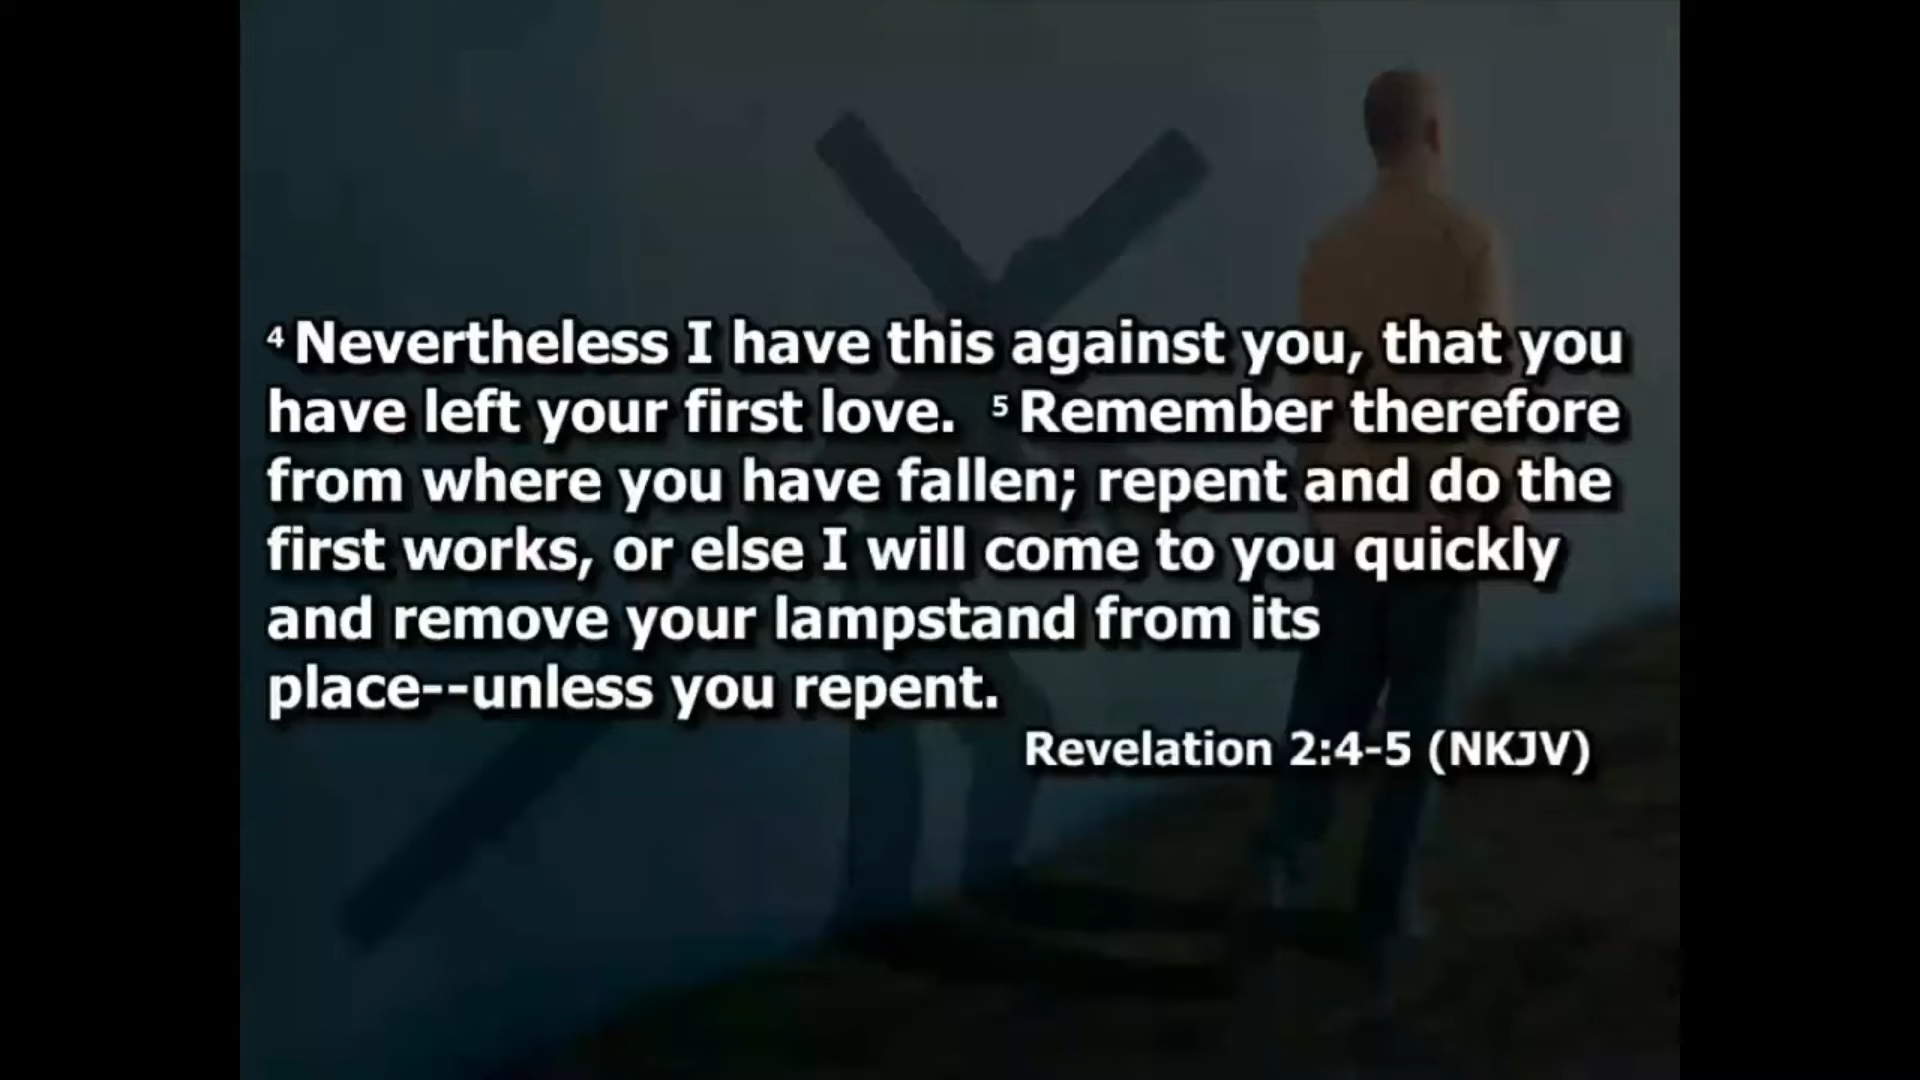 4 Nevertheless I have this against you, that you
have left your first love. 5 Remember therefore
from where you have fallen; repent and do the
first works, or else I will come to you quickly
and remove your lampstand from its
place--unless you repent.
Revelation 2:4-5 (NKJV)